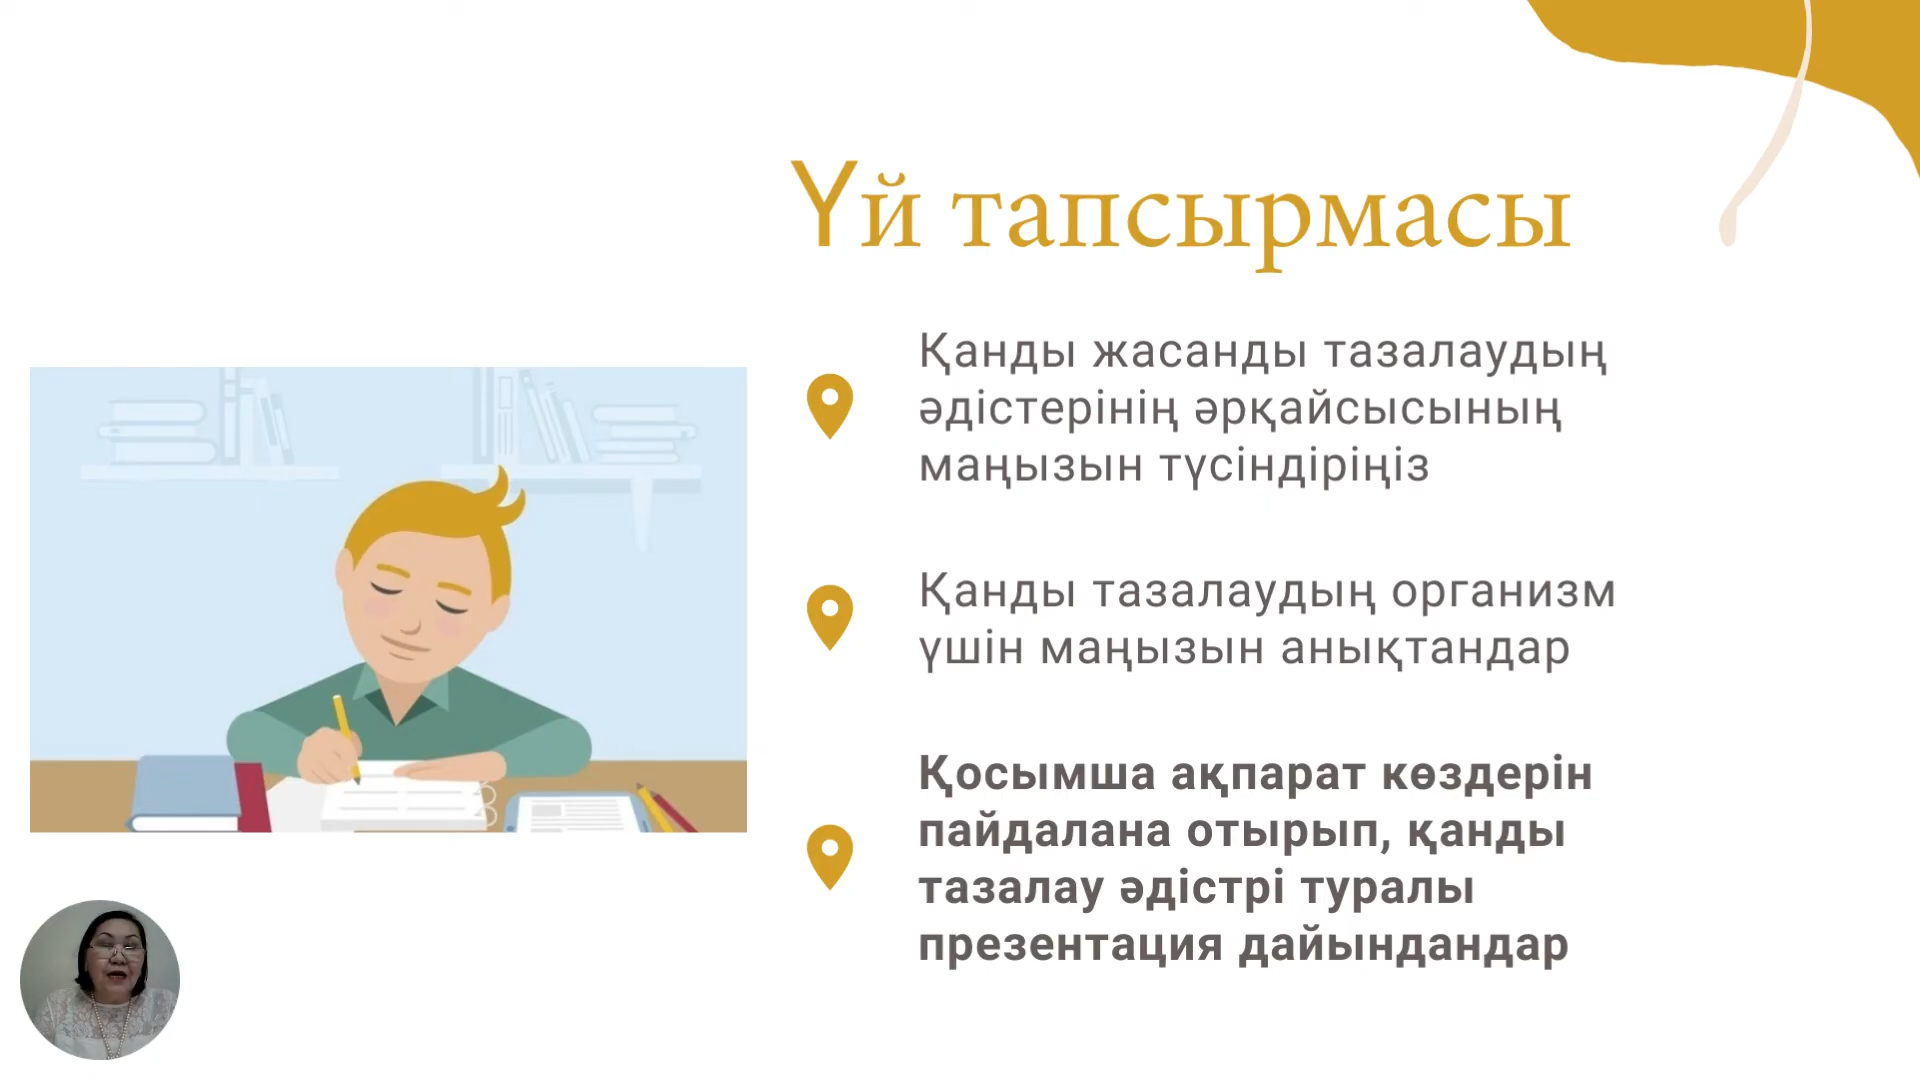 Үй тапсырмасы
Қанды жасанды тазалаудың
әдістерінің әрқайсысының
маңызын түсіндіріңіз
Қанды тазалаудың организм
үшін маңызын анықтандар
Қосымша ақпарат көздерін
пайдалана отырып, қанды
тазалау әдістрі туралы
презентация дайындандар